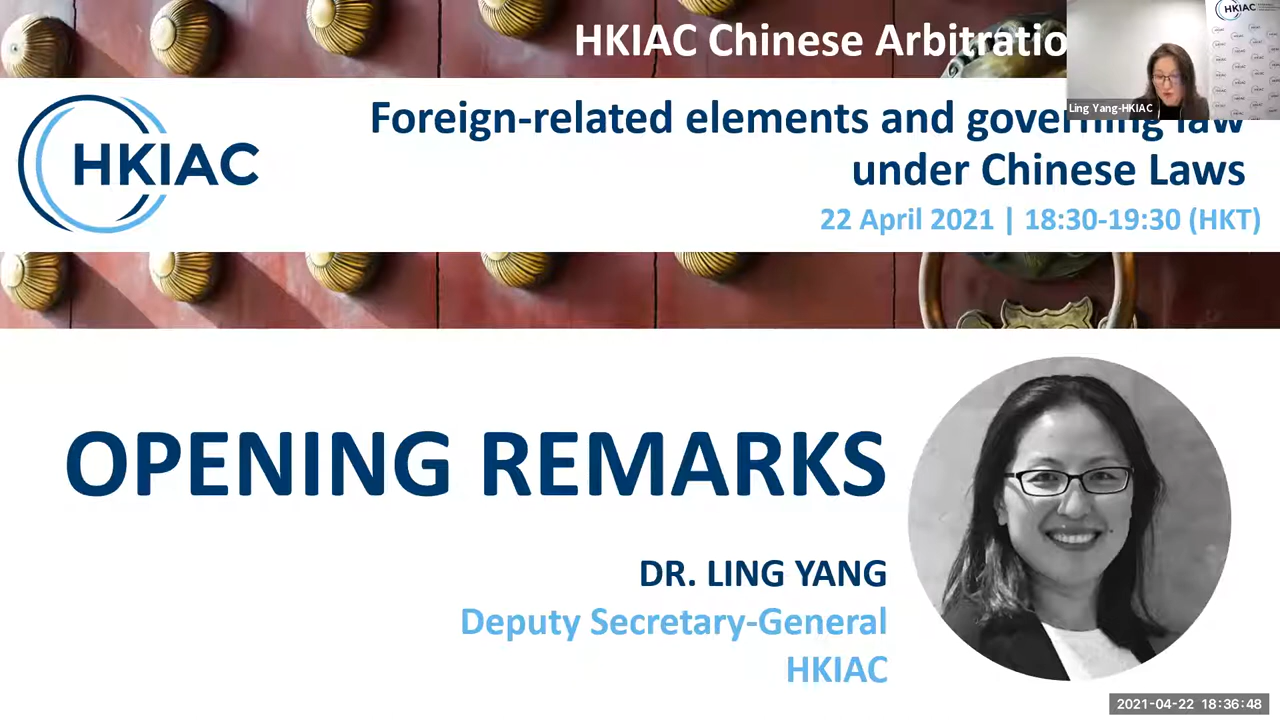 HKIAC Chinese Arbitratio
HKIAC
Ling Yang-HKIAC
HKIAC
Foreign-related elements and governing law
under Chinese Laws
22 April 2021 | 18:30-19:30 (HKT)
OPENING REMARKS
DR. LING YANG
Deputy Secretary-General
HKIAC
2021-04-22 18:36:48